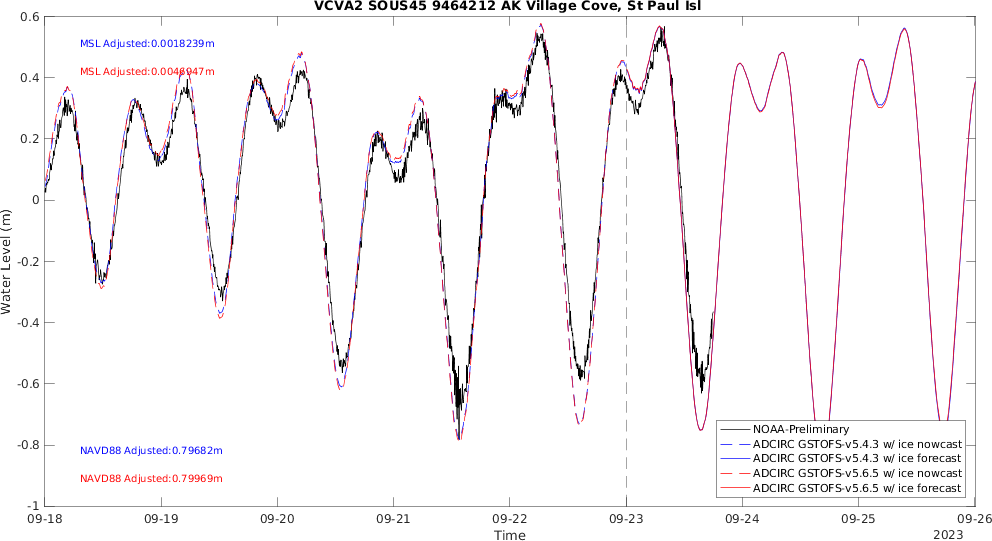 VCVA2 SOUS45 9464212 AK Village Cove, St Paul Isl
0.6
0.4
0.2
0
-0.2
-0.4
-0.6
-0.8
-1
Water Level (m)
MSL Adjusted:0.0018239m
MSL Adjusted:0.0046947m
NAVD88 Adjusted:0.79682m
NAVD88 Adjusted:0.79969m
NOAA-Preliminary
ADCIRC GSTOFS-v5.4.3 w/ ice nowcast
ADCIRC GSTOFS-v5.4.3 w/ ice forecast
ADCIRC GSTOFS-v5.6.5 w/ ice nowcast
ADCIRC GSTOFS-v5.6.5 w/ ice forecast
09-18 09-19 09-20 09-21 09-22 09-23 09-24 09-25 09-26
Time
2023